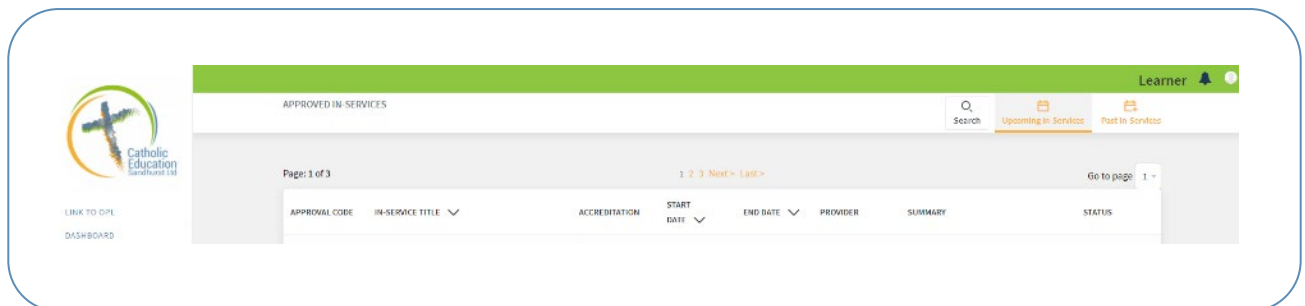 Learner
APPROVED IN-SERVICES
Search
Upcoming In Services
Past In Services
Catholic
Education
Sandhurst Ltd
Page: 1 of 3
1 2 3 Next > Last >
Go to page 1
LINK TO OPL
DASHBOARD
APPROVAL CODE IN-SERVICE TITLE ACCREDITATION START DATE END DATE PROVIDER SUMMARY STATUS